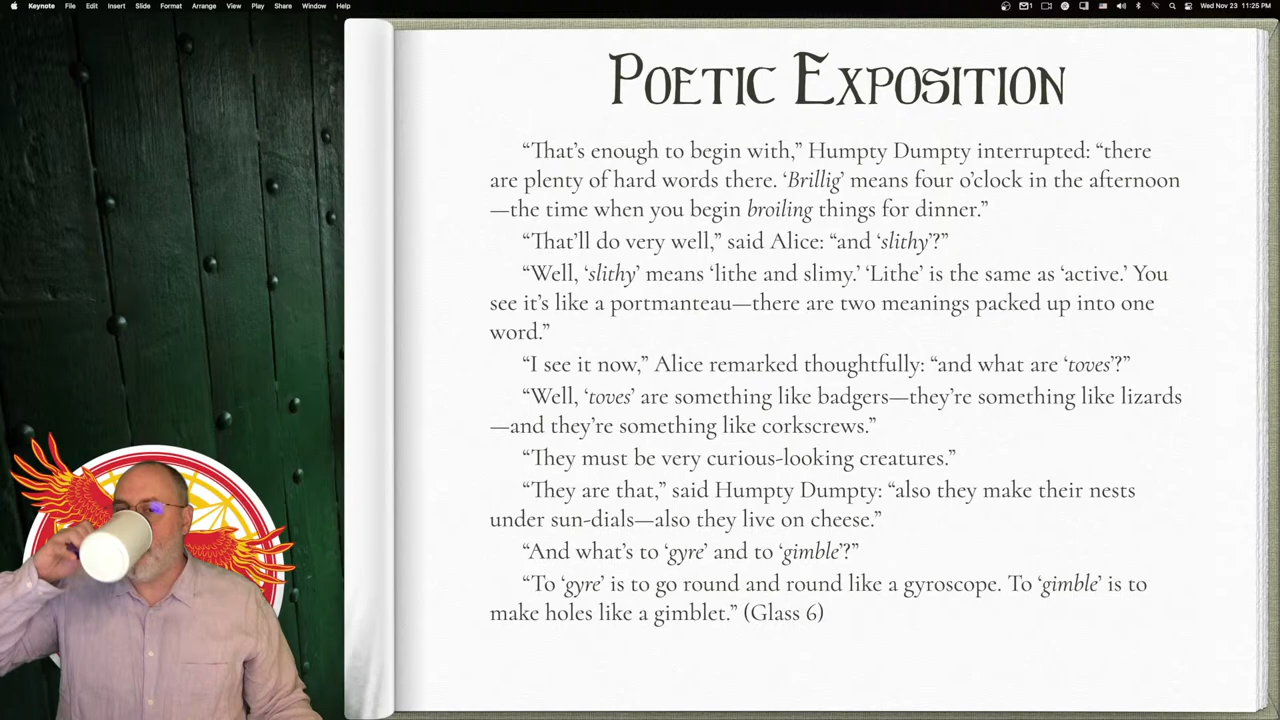 Keynote File Edit Insert Slide Format Arrange View Play Share Window Help
1 Wed Nov 23 11:25 PM
POETIC EXPOSITION
“That’s enough to begin with,” Humpty Dumpty interrupted: “there
are plenty of hard words there. ‘Brillig’ means four o’clock in the afternoon
—the time when you begin broiling things for dinner.”
“That’ll do very well,” said Alice: “and ‘slithy’?”
“Well, ‘slithy’ means ‘lithe and slimy.’ ‘Lithe’ is the same as ‘active.’ You
see it’s like a portmanteau—there are two meanings packed up into one
word.”
“I see it now,” Alice remarked thoughtfully: “and what are ‘toves’?”
“Well, ‘toves’ are something like badgers—they’re something like lizards
—and they’re something like corkscrews.”
“They must be very curious-looking creatures.”
“They are that,” said Humpty Dumpty: “also they make their nests
under sun-dials—also they live on cheese.”
“And what’s to ‘gyre’ and to ‘gimble’?”
“To ‘gyre’ is to go round and round like a gyroscope. To ‘gimble’ is to
make holes like a gimblet.” (Glass 6)